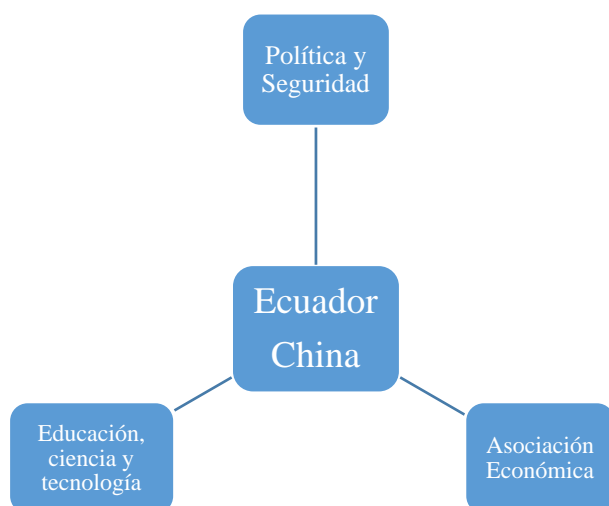 Política y
Seguridad
Ecuador
China
Educación,
ciencia y
tecnología
Asociación
Económica